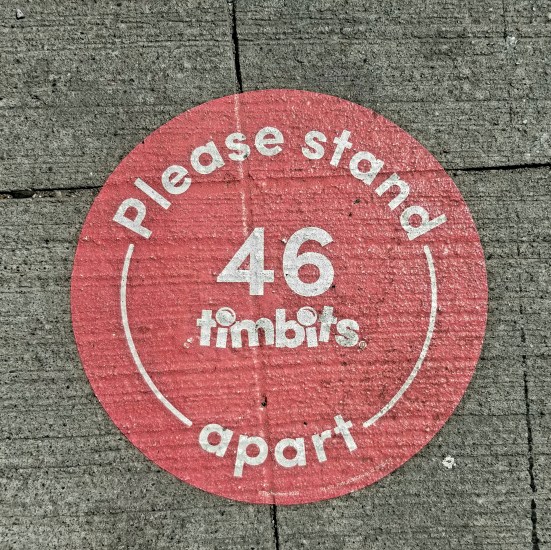 Please stand
46
timbits
apart